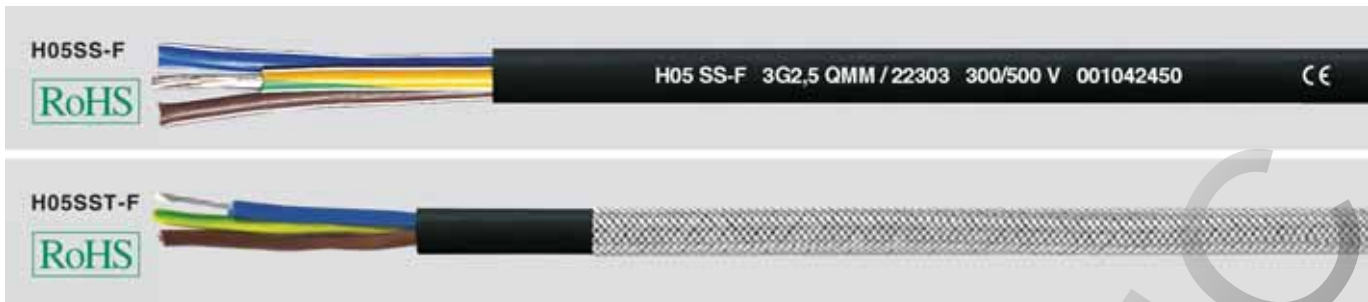 H05SS-F
RoHS
H05 SS-F 3G2,5 QMM / 22303 300/500 V 001042450 CE
H05SST-F
RoHS